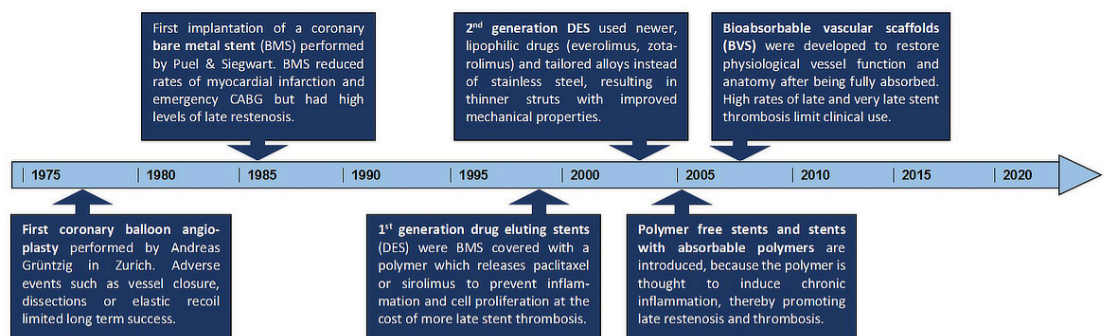 First implantation of a coronary
bare metal stent (BMS) performed
by Puel & Siegwart. BMS reduced
rates of myocardial infarction and
emergency CABG but had high
levels of late restenosis.
2nd generation DES used newer,
lipophilic drugs (everolimus, zota-
rolimus) and tailored alloys instead
of stainless steel, resulting in
thinner struts with improved
mechanical properties.
Bioabsorbable vascular scaffolds
(BVS) were developed to restore
physiological vessel function and
anatomy after being fully absorbed.
High rates of late and very late stent
thrombosis limit clinical use.
1975 1980 1985 1990 1995 2000 2005 2010 2015 2020
First coronary balloon angio-
plasty performed by Andreas
Grüntzig in Zurich. Adverse
events such as vessel closure,
dissections or elastic recoil
limited long term success.
1st generation drug eluting stents
(DES) were BMS covered with a
polymer which releases paclitaxel
or sirolimus to prevent inflam-
mation and cell proliferation at the
cost of more late stent thrombosis.
Polymer free stents and stents
with absorbable polymers are
introduced, because the polymer is
thought to induce chronic
inflammation, thereby promoting
late restenosis and thrombosis.